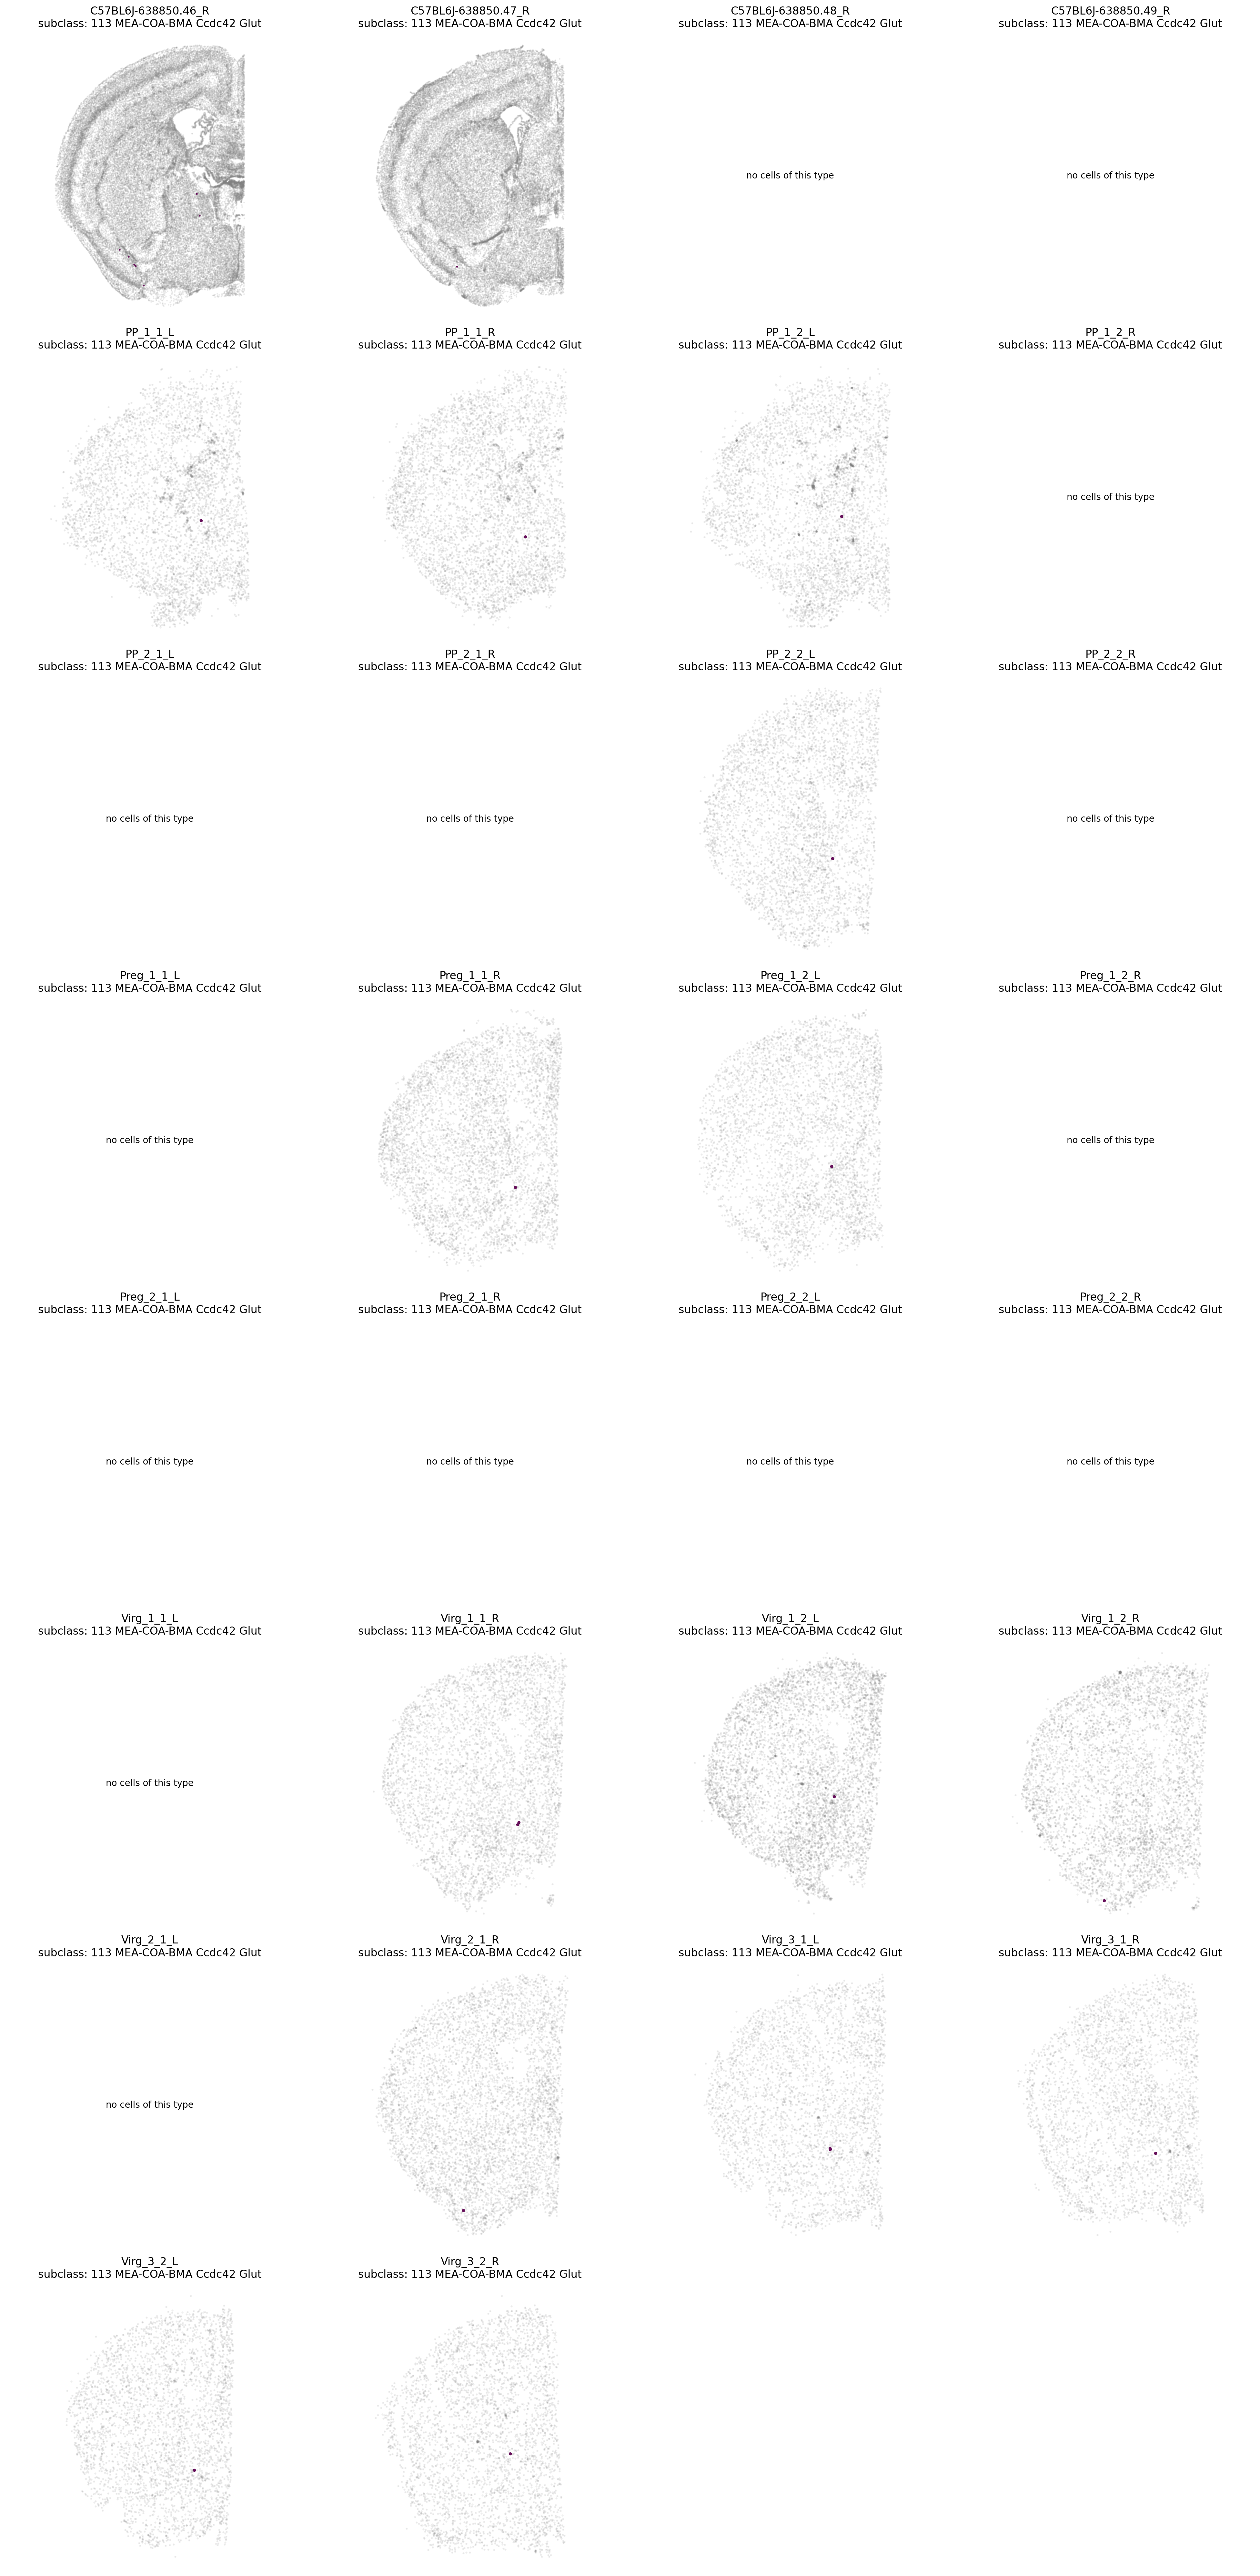 C57BL6J-638850.46_R
subclass: 113 MEA-COA-BMA Ccdc42 Glut
C57BL6J-638850.47_R
subclass: 113 MEA-COA-BMA Ccdc42 Glut
C57BL6J-638850.48_R
subclass: 113 MEA-COA-BMA Ccdc42 Glut
no cells of this type
C57BL6J-638850.49_R
subclass: 113 MEA-COA-BMA Ccdc42 Glut
no cells of this type
PP_1_1_L
subclass: 113 MEA-COA-BMA Ccdc42 Glut
PP_1_1_R
subclass: 113 MEA-COA-BMA Ccdc42 Glut
PP_1_2_L
subclass: 113 MEA-COA-BMA Ccdc42 Glut
PP_1_2_R
subclass: 113 MEA-COA-BMA Ccdc42 Glut
no cells of this type
PP_2_1_L
subclass: 113 MEA-COA-BMA Ccdc42 Glut
no cells of this type
PP_2_1_R
subclass: 113 MEA-COA-BMA Ccdc42 Glut
no cells of this type
PP_2_2_L
subclass: 113 MEA-COA-BMA Ccdc42 Glut
PP_2_2_R
subclass: 113 MEA-COA-BMA Ccdc42 Glut
no cells of this type
Preg_1_1_L
subclass: 113 MEA-COA-BMA Ccdc42 Glut
no cells of this type
Preg_1_1_R
subclass: 113 MEA-COA-BMA Ccdc42 Glut
Preg_1_2_L
subclass: 113 MEA-COA-BMA Ccdc42 Glut
Preg_1_2_R
subclass: 113 MEA-COA-BMA Ccdc42 Glut
no cells of this type
Preg_2_1_L
subclass: 113 MEA-COA-BMA Ccdc42 Glut
no cells of this type
Preg_2_1_R
subclass: 113 MEA-COA-BMA Ccdc42 Glut
no cells of this type
Preg_2_2_L
subclass: 113 MEA-COA-BMA Ccdc42 Glut
no cells of this type
Preg_2_2_R
subclass: 113 MEA-COA-BMA Ccdc42 Glut
no cells of this type
Virg_1_1_L
subclass: 113 MEA-COA-BMA Ccdc42 Glut
no cells of this type
Virg_1_1_R
subclass: 113 MEA-COA-BMA Ccdc42 Glut
Virg_1_2_L
subclass: 113 MEA-COA-BMA Ccdc42 Glut
Virg_1_2_R
subclass: 113 MEA-COA-BMA Ccdc42 Glut
Virg_2_1_L
subclass: 113 MEA-COA-BMA Ccdc42 Glut
no cells of this type
Virg_2_1_R
subclass: 113 MEA-COA-BMA Ccdc42 Glut
Virg_3_1_L
subclass: 113 MEA-COA-BMA Ccdc42 Glut
Virg_3_1_R
subclass: 113 MEA-COA-BMA Ccdc42 Glut
Virg_3_2_L
subclass: 113 MEA-COA-BMA Ccdc42 Glut
Virg_3_2_R
subclass: 113 MEA-COA-BMA Ccdc42 Glut